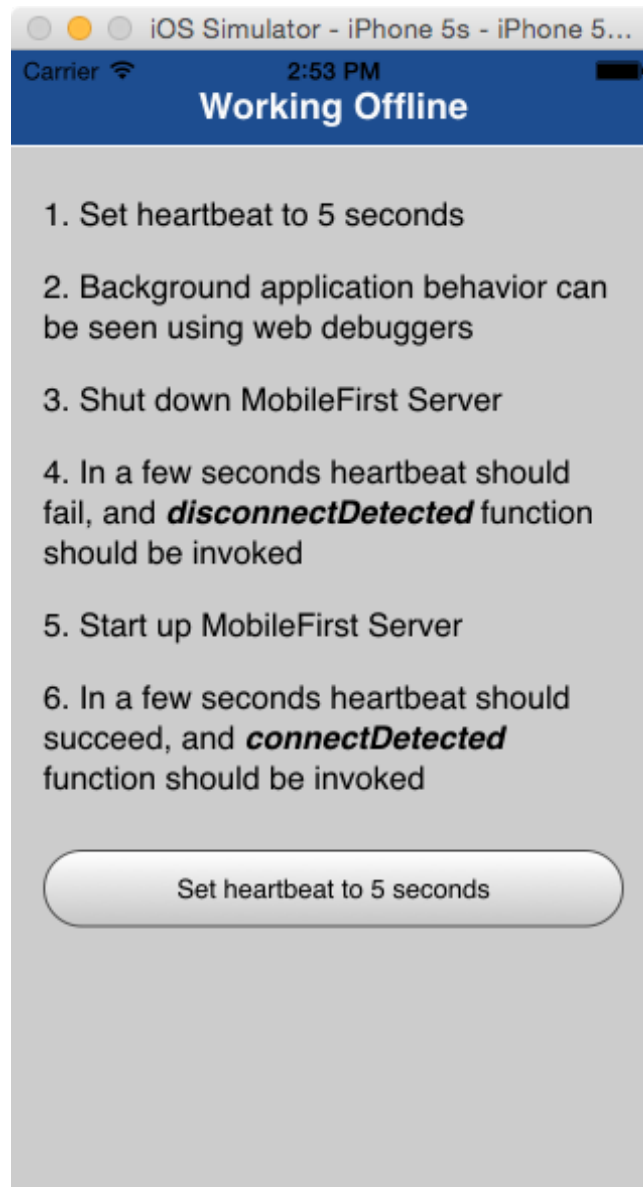 iOS Simulator - iPhone 5s - iPhone 5...
Carrier 2:53 PM
Working Offline
1. Set heartbeat to 5 seconds
2. Background application behavior can
be seen using web debuggers
3. Shut down MobileFirst Server
4. In a few seconds heartbeat should
fail, and disconnectDetected function
should be invoked
5. Start up MobileFirst Server
6. In a few seconds heartbeat should
succeed, and connectDetected
function should be invoked
Set heartbeat to 5 seconds